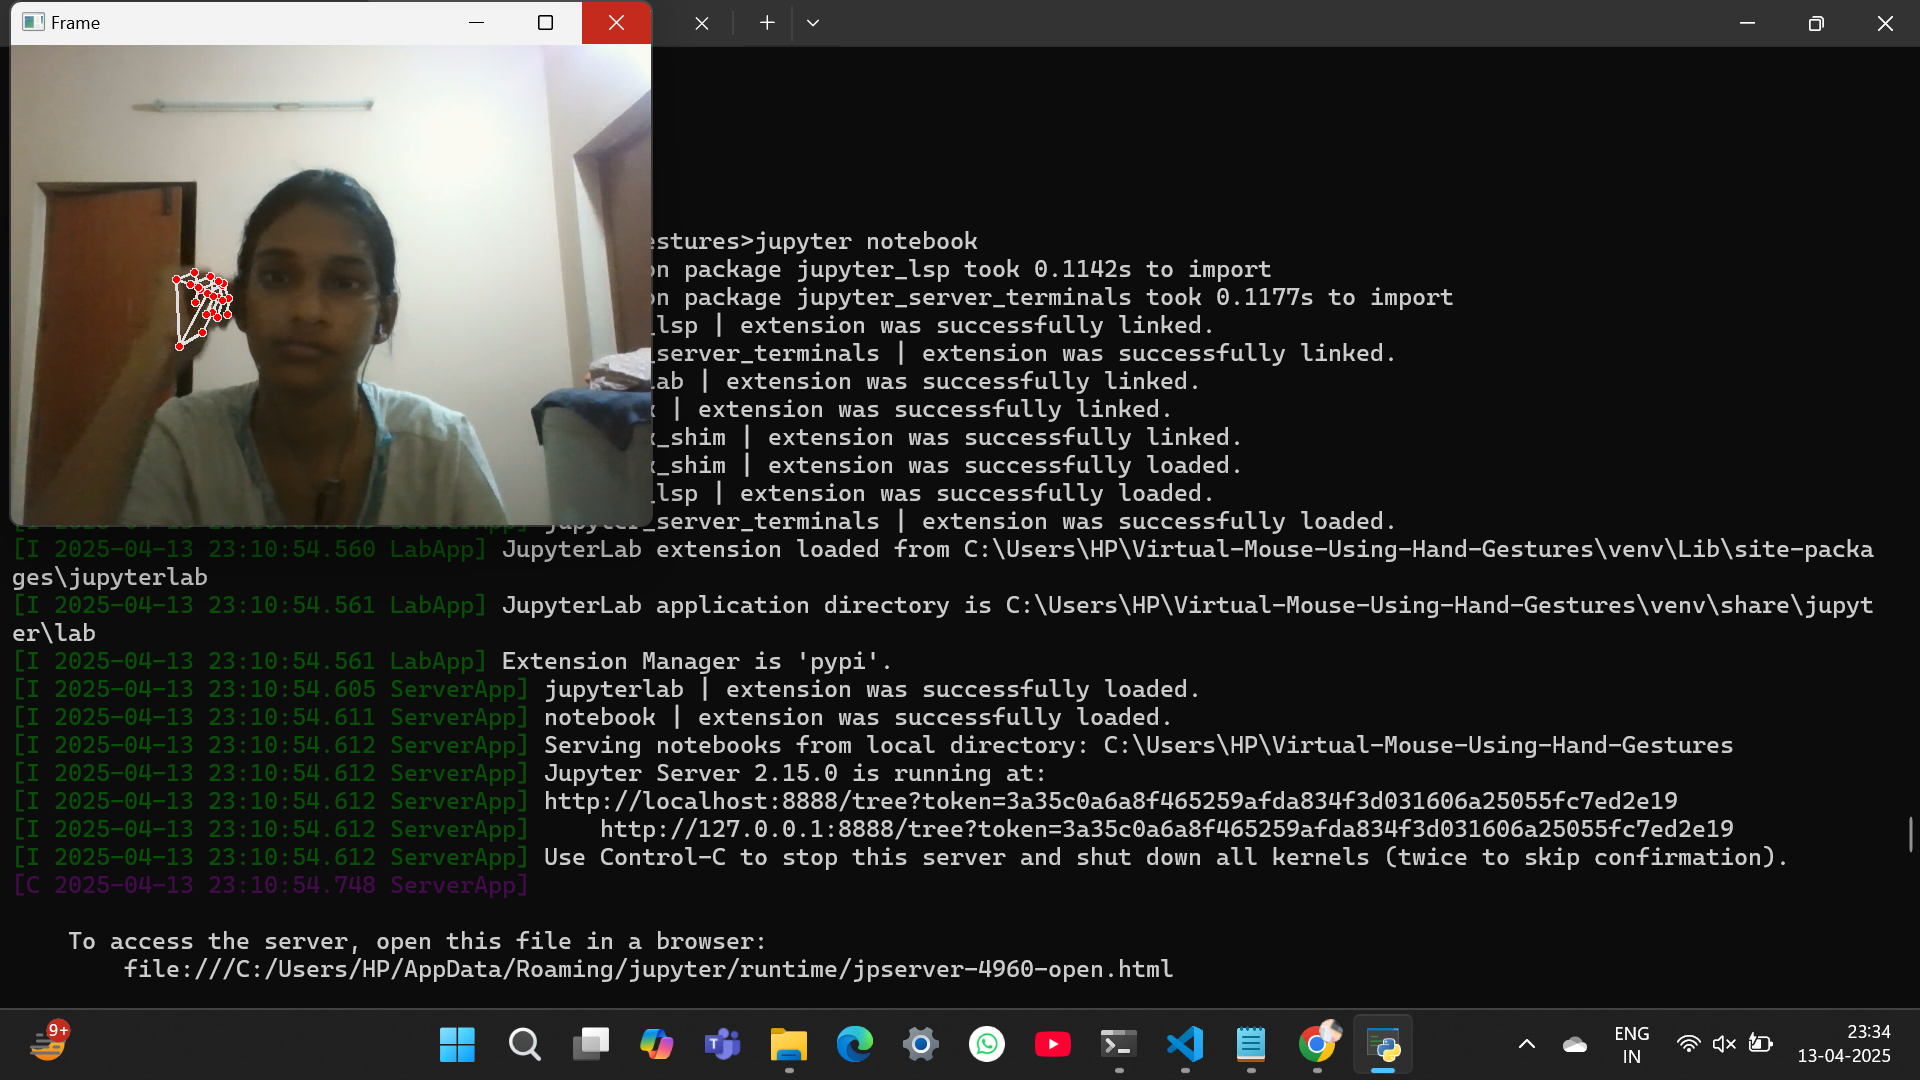 Frame
estures>jupyter notebook
on package jupyter_lsp took 0.1142s to import
on package jupyter_server_terminals took 0.1177s to import
_lsp | extension was successfully linked.
_server_terminals | extension was successfully linked.
ab | extension was successfully linked.
| extension was successfully linked.
_shim | extension was successfully linked.
_shim | extension was successfully loaded.
_lsp | extension was successfully loaded.
_server_terminals | extension was successfully loaded.
[I 2025-04-13 23:10:54.560 LabApp] JupyterLab extension loaded from C:\Users\HP\Virtual-Mouse-Using-Hand-Gestures\venv\Lib\site-packa
ges\jupyterlab
[I 2025-04-13 23:10:54.561 LabApp] JupyterLab application directory is C:\Users\HP\Virtual-Mouse-Using-Hand-Gestures\venv\share\jupyt
er\lab
[I 2025-04-13 23:10:54.561 LabApp] Extension Manager is 'pypi'.
[I 2025-04-13 23:10:54.605 ServerApp] jupyterlab | extension was successfully loaded.
[I 2025-04-13 23:10:54.611 ServerApp] notebook | extension was successfully loaded.
[I 2025-04-13 23:10:54.612 ServerApp] Serving notebooks from local directory: C:\Users\HP\Virtual-Mouse-Using-Hand-Gestures
[I 2025-04-13 23:10:54.612 ServerApp] Jupyter Server 2.15.0 is running at:
[I 2025-04-13 23:10:54.612 ServerApp] http://localhost:8888/tree?token=3a35c0a6a8f465259afda834f3d031606a25055fc7ed2e19
[I 2025-04-13 23:10:54.612 ServerApp]     http://127.0.0.1:8888/tree?token=3a35c0a6a8f465259afda834f3d031606a25055fc7ed2e19
[I 2025-04-13 23:10:54.612 ServerApp] Use Control-C to stop this server and shut down all kernels (twice to skip confirmation).
[C 2025-04-13 23:10:54.748 ServerApp]
To access the server, open this file in a browser:
file:///C:/Users/HP/AppData/Roaming/jupyter/runtime/jpserver-4960-open.html
9+
ENG
IN
23:34
13-04-2025